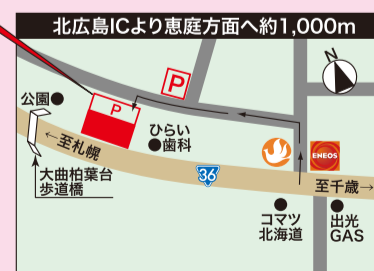 北広島ICより恵庭方面へ約1,000m
N
P
公園
P
ひらい
歯科
←至札幌
大曲柏葉台
歩道橋
36
ENEOS
至千歳→
コマツ
北海道
出光
GAS